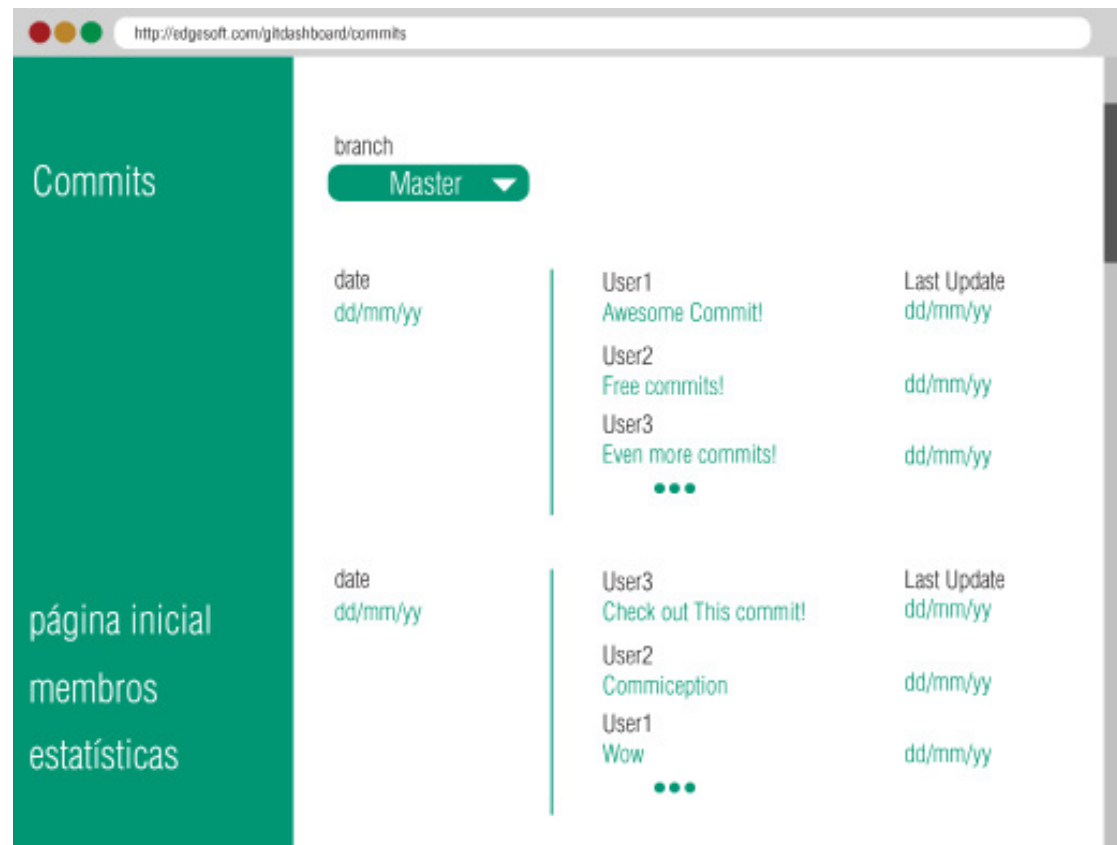 http://edgesoft.com/gitdashboard/commits
Commits
branch
Master
date
dd/mm/yy
User1
Awesome Commit!
Last Update
dd/mm/yy
User2
Free commits!
dd/mm/yy
User3
Even more commits!
dd/mm/yy
date
dd/mm/yy
User3
Check out This commit!
Last Update
dd/mm/yy
User2
Commiception
dd/mm/yy
User1
Wow
dd/mm/yy
página inicial
membros
estatísticas